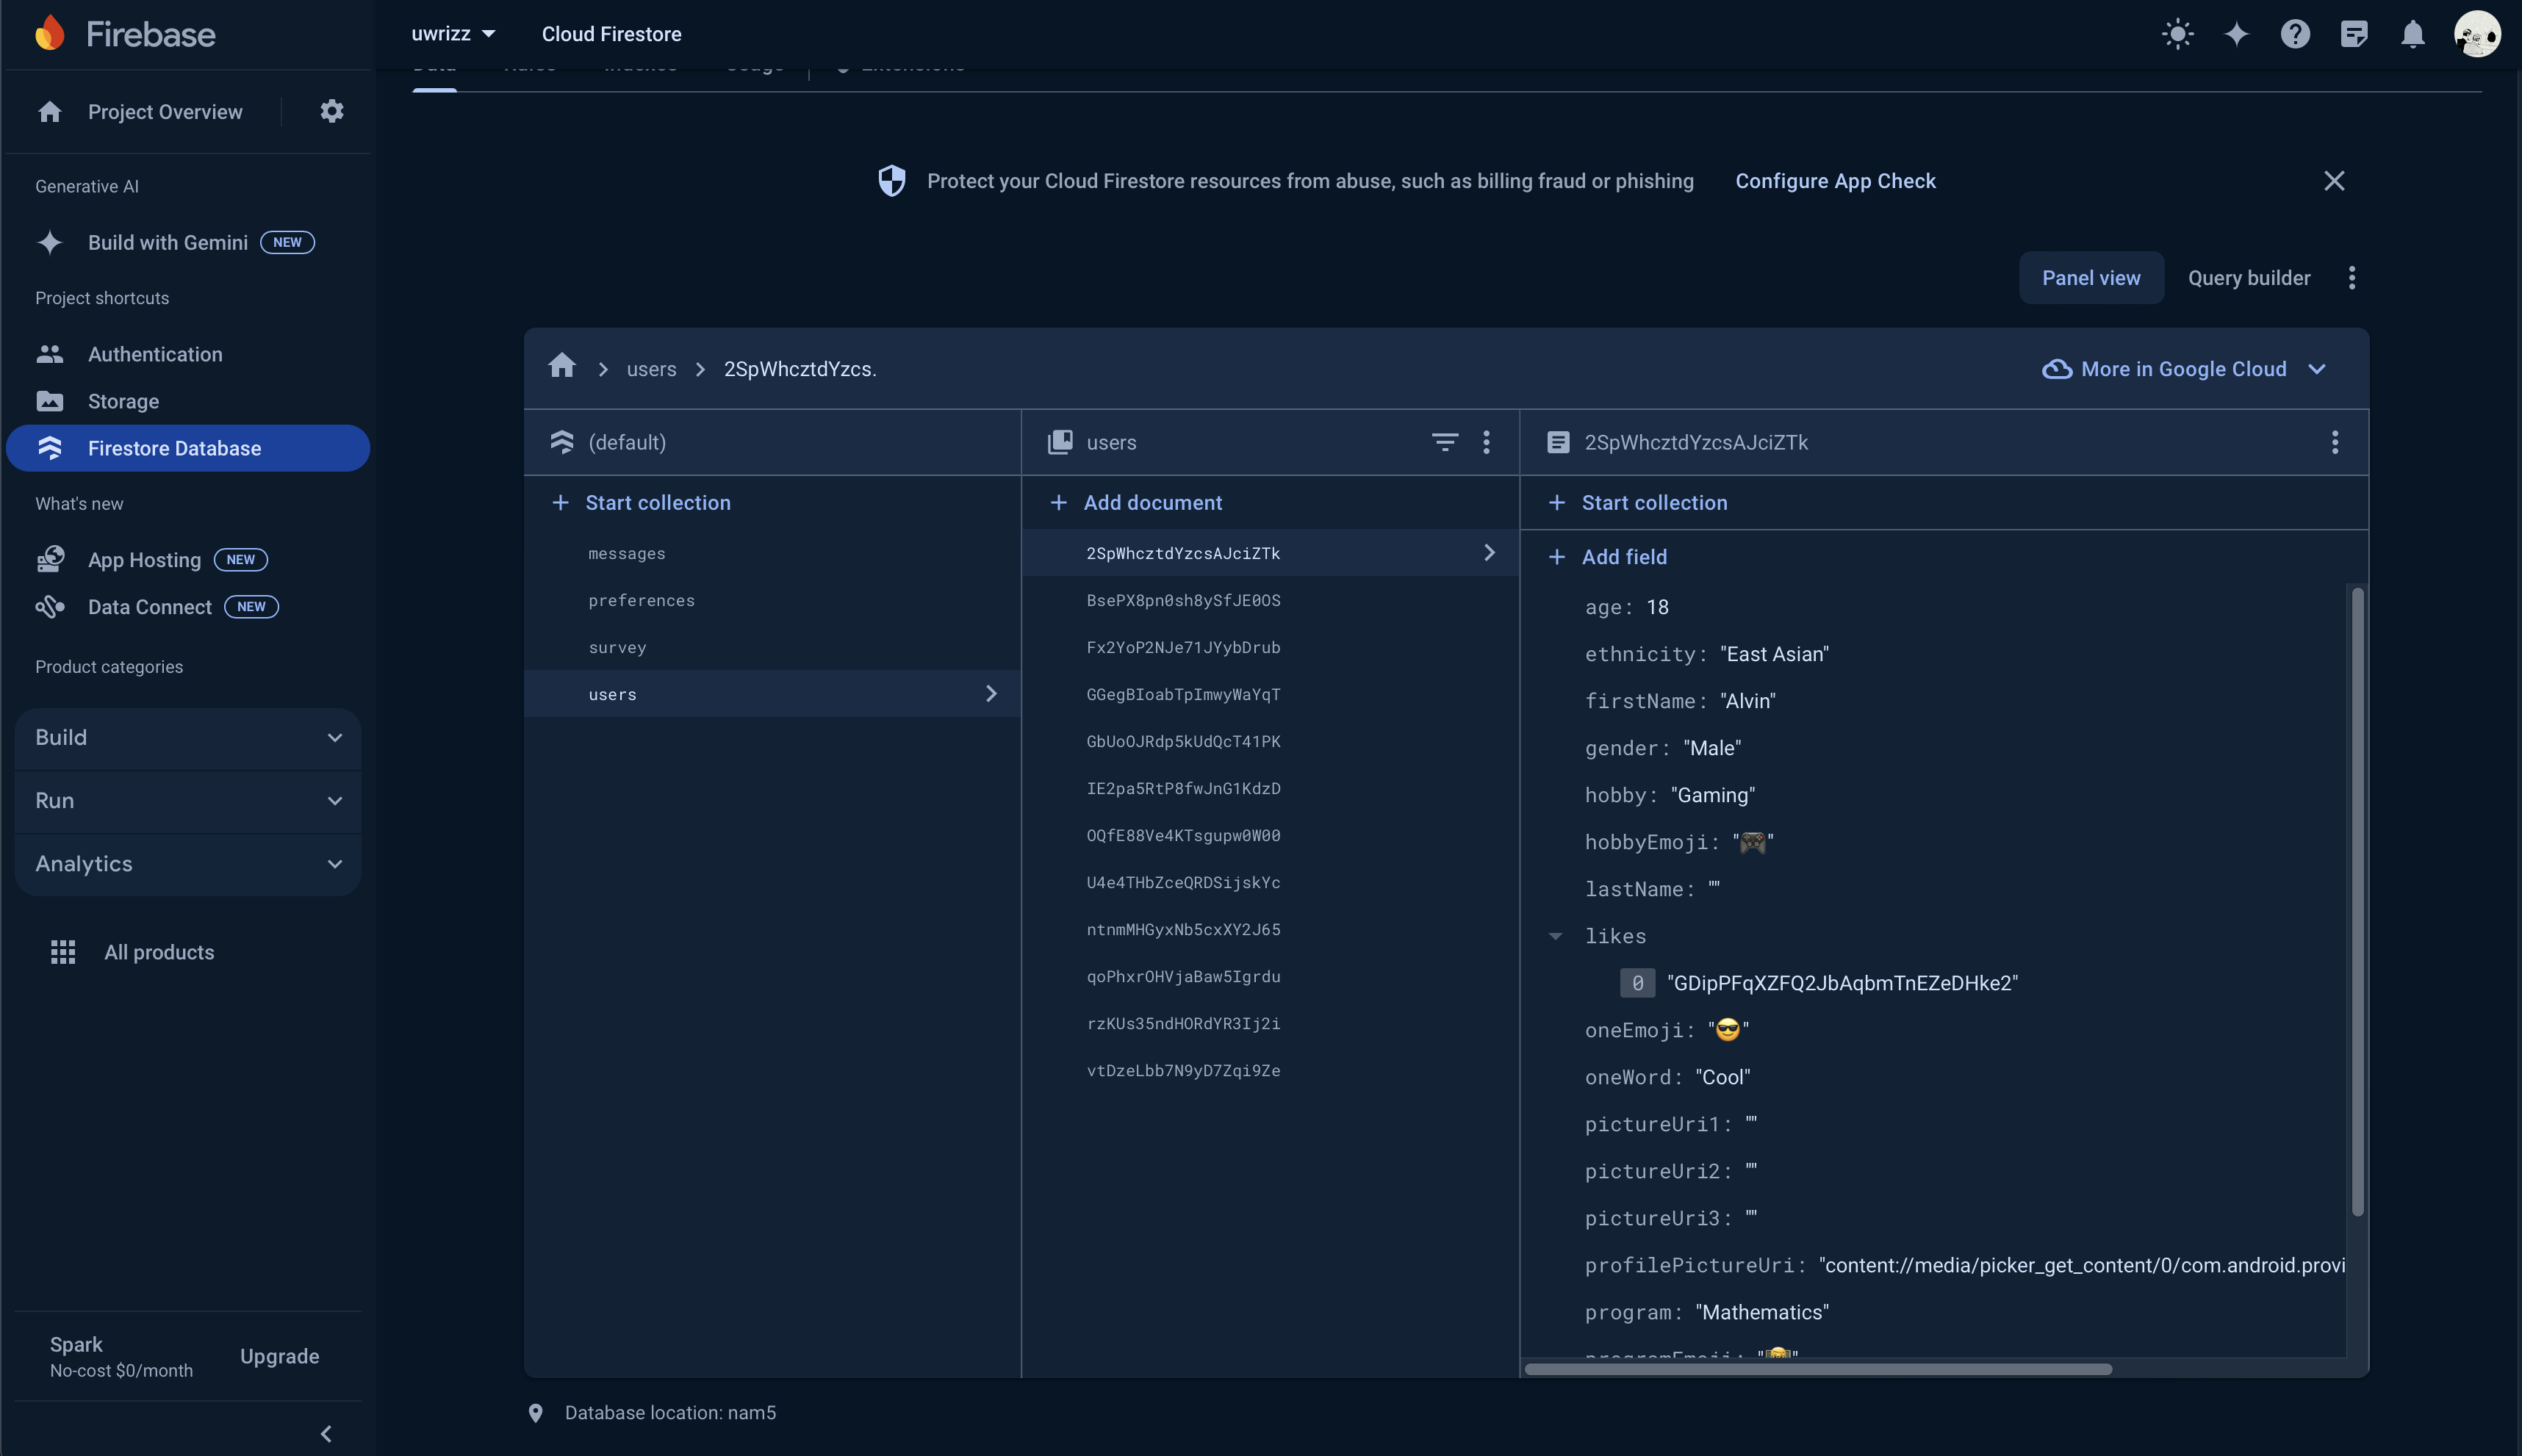 Firebase
uwrizz
Cloud Firestore
Extensions
Project Overview
Protect your Cloud Firestore resources from abuse, such as billing fraud or phishing
Configure App Check
Generative AI
Build with Gemini
NEW
Project shortcuts
Panel view
Query builder
Authentication
Storage
Firestore Database
What's new
App Hosting
NEW
Data Connect
NEW
Product categories
Build
Run
Analytics
All products
Spark
No-cost $0/month
Upgrade
users
2SpWhcztdYzcs.
More in Google Cloud
(default)
Start collection
messages
preferences
survey
users
users
Add document
2SpWhcztdYzcsAJciZTk
BsePX8pn0sh8ySfJE0OS
Fx2YoP2NJe71JYybDrub
GGegBIoabTpImwyWaYqT
GbUoOJRdp5kUdQcT41PK
IE2pa5RtP8fwJnG1KdzD
OQfE88Ve4KTsgupw0W00
U4e4THbZceQRDSijskYc
ntnmMHGyxNb5cxXY2J65
qoPhxrOHVjaBaw5Igrdu
rzKUs35ndHORdYR3Ij2i
vtDzeLbb7N9yD7Zqi9Ze
2SpWhcztdYzcsAJciZTk
Start collection
Add field
age: 18
ethnicity: "East Asian"
firstName: "Alvin"
gender: "Male"
hobby: "Gaming"
hobbyEmoji: "🎮"
lastName: ""
likes
0 "GDipPFqXZFQ2JbAqbmTnEZeDHke2"
oneEmoji: "😎"
oneWord: "Cool"
pictureUri1: ""
pictureUri2: ""
pictureUri3: ""
profilePictureUri: "content://media/picker_get_content/0/com.android.provi
program: "Mathematics"
programEmoji:
Database location: nam5